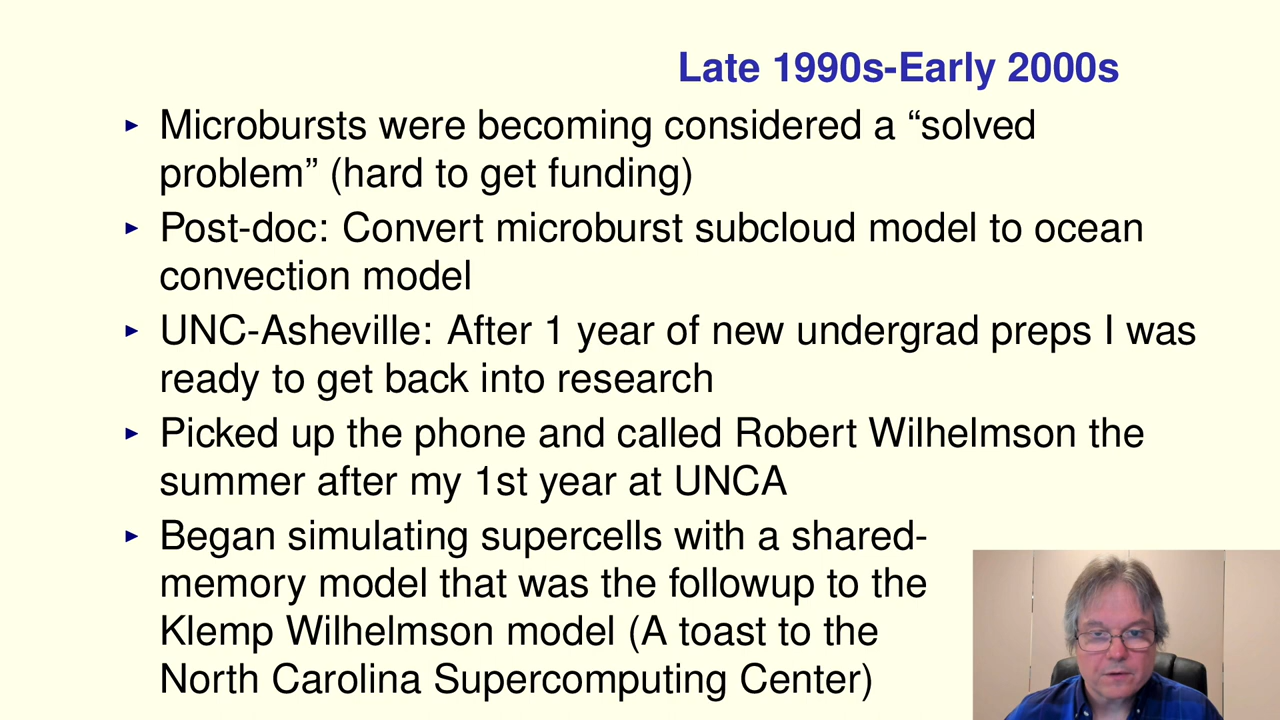 Late 1990s-Early 2000s
Microbursts were becoming considered a “solved
problem” (hard to get funding)
Post-doc: Convert microburst subcloud model to ocean
convection model
UNC-Asheville: After 1 year of new undergrad preps I was
ready to get back into research
Picked up the phone and called Robert Wilhelmson the
summer after my 1st year at UNCA
Began simulating supercells with a shared-
memory model that was the followup to the
Klemp Wilhelmson model (A toast to the
North Carolina Supercomputing Center)